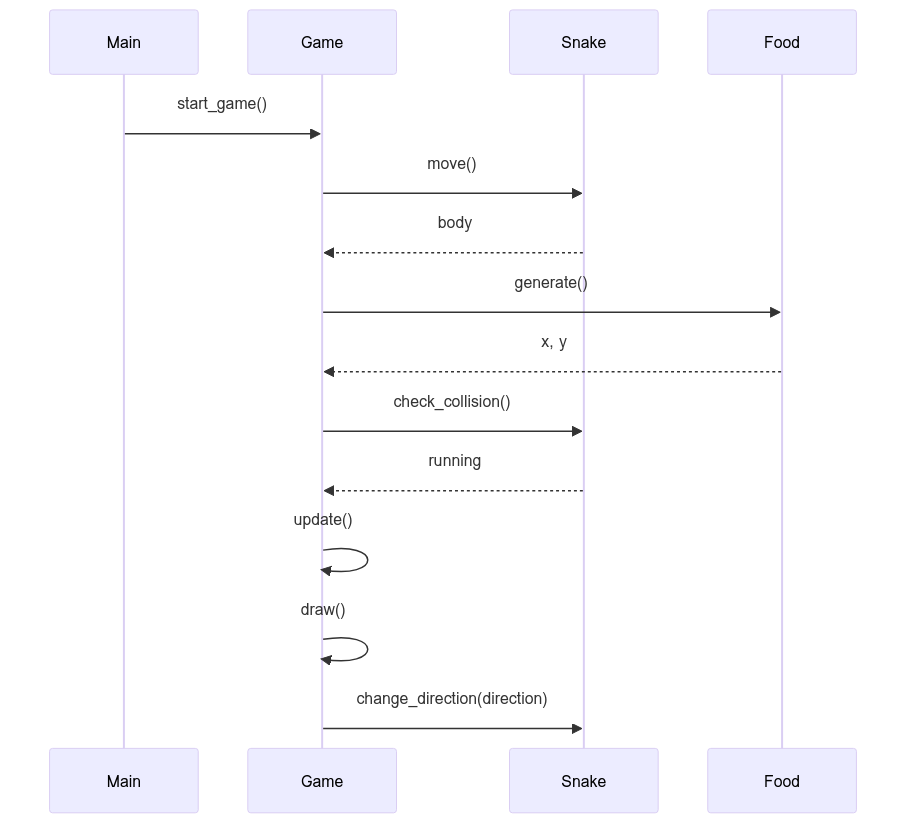 Main
Game
Snake
Food
start_game()
move()
body
generate()
x, y
check_collision()
running
update()
draw()
change_direction(direction)
Main
Game
Snake
Food